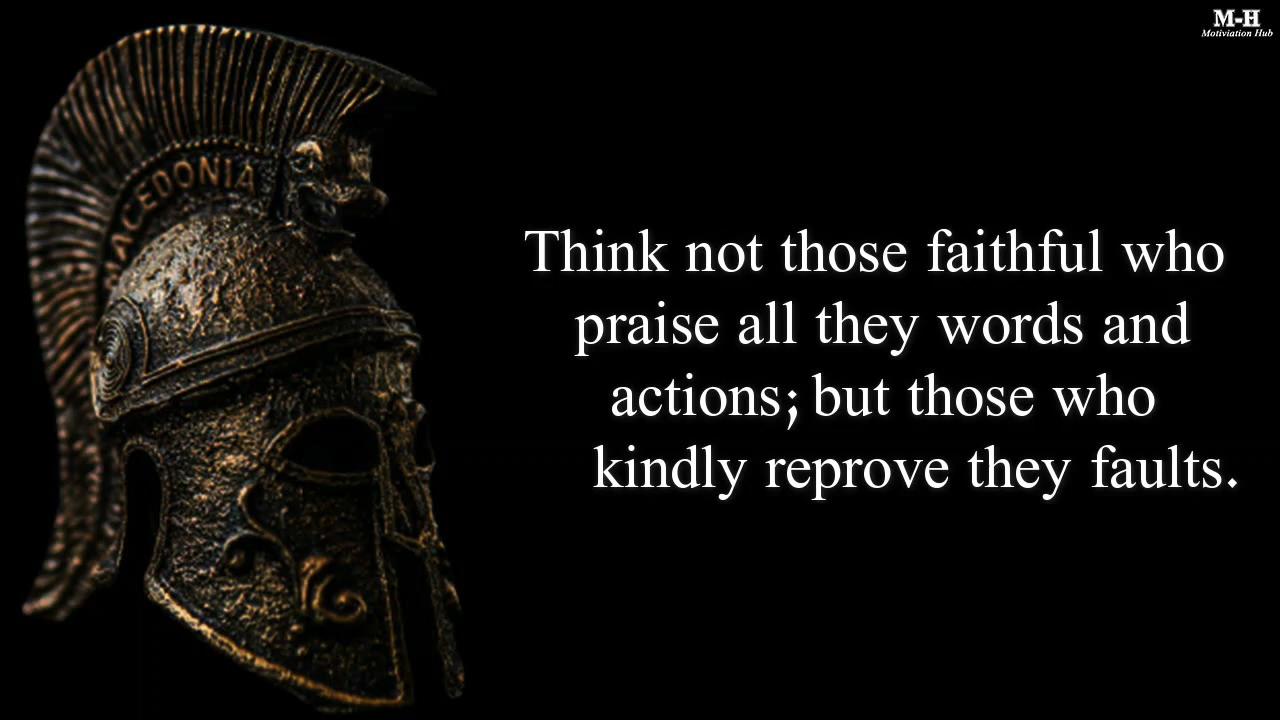 M-H
Motiviation Hub
MACEDONIA
Think not those faithful who
praise all they words and
actions; but those who
kindly reprove they faults.